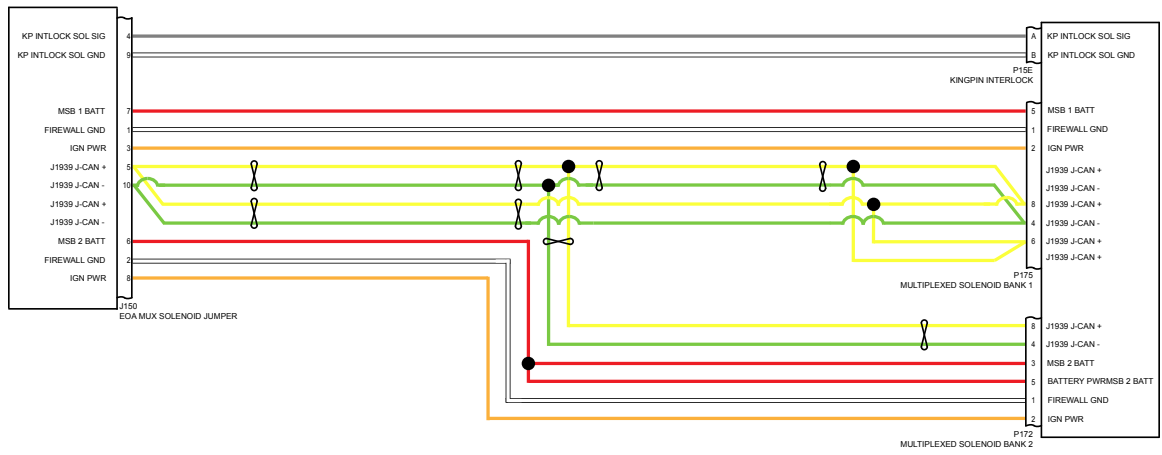 KP INTLOCK SOL SIG 4 A KP INTLOCK SOL SIG
KP INTLOCK SOL GND 9 B KP INTLOCK SOL GND
P15E
KINGPIN INTERLOCK
MSB 1 BATT 7 5 MSB 1 BATT
FIREWALL GND 1 1 FIREWALL GND
IGN PWR 3 2 IGN PWR
J1939 J-CAN + 5 J1939 J-CAN +
J1939 J-CAN - 10 J1939 J-CAN -
J1939 J-CAN + 8 J1939 J-CAN +
J1939 J-CAN - 4 J1939 J-CAN -
MSB 2 BATT 6 6 J1939 J-CAN +
FIREWALL GND 2 J1939 J-CAN +
IGN PWR 8 P175
MULTIPLEXED SOLENOID BANK 1
J150
EOA MUX SOLENOID JUMPER
8 J1939 J-CAN +
4 J1939 J-CAN -
3 MSB 2 BATT
5 BATTERY PWRMSB 2 BATT
1 FIREWALL GND
2 IGN PWR
P172
MULTIPLEXED SOLENOID BANK 2